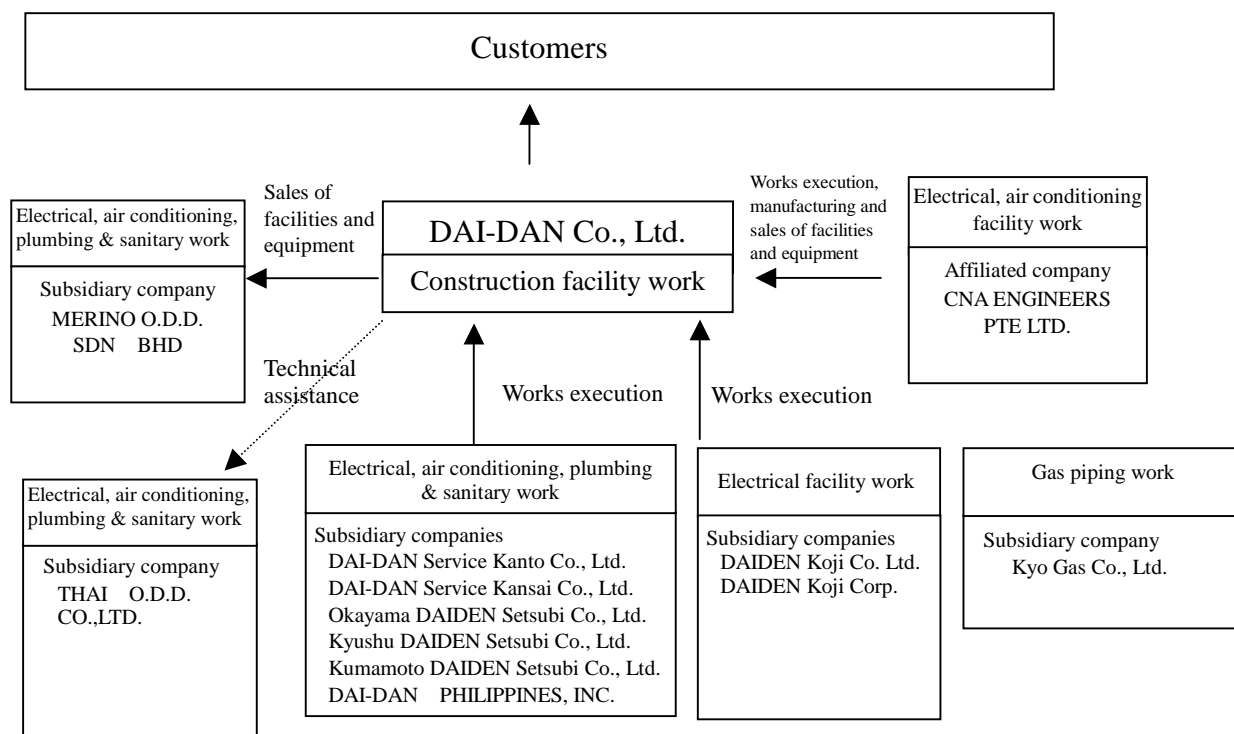 Customers
Sales of
facilities and
equipment
Works execution,
manufacturing and
sales of facilities
and equipment
Electrical, air conditioning,
plumbing & sanitary work
Subsidiary company
MERINO O.D.D.
SDN BHD
DAI-DAN Co., Ltd.
Construction facility work
Electrical, air conditioning
facility work
Affiliated company
CNA ENGINEERS
PTE LTD.
Technical
assistance
Works execution
Works execution
Electrical, air conditioning,
plumbing & sanitary work
Subsidiary company
THAI O.D.D.
CO.,LTD.
Electrical, air conditioning, plumbing
& sanitary work
Subsidiary companies
DAI-DAN Service Kanto Co., Ltd.
DAI-DAN Service Kansai Co., Ltd.
Okayama DAIDEN Setsubi Co., Ltd.
Kyushu DAIDEN Setsubi Co., Ltd.
Kumamoto DAIDEN Setsubi Co., Ltd.
DAI-DAN PHILIPPINES, INC.
Electrical facility work
Subsidiary companies
DAIDEN Koji Co. Ltd.
DAIDEN Koji Corp.
Gas piping work
Subsidiary company
Kyo Gas Co., Ltd.